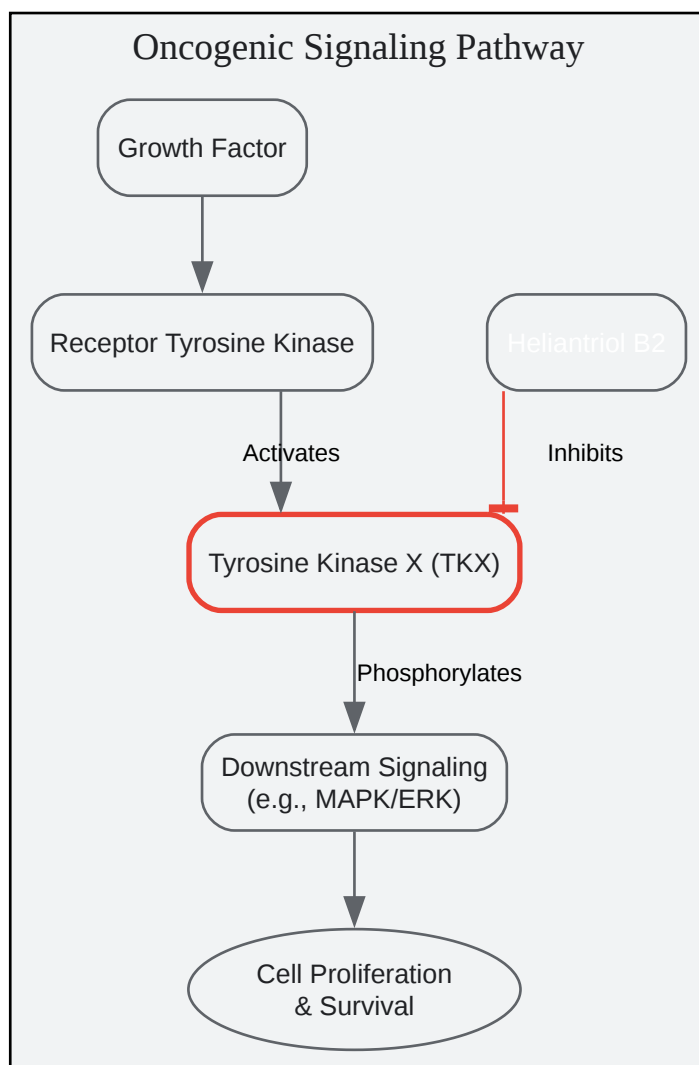 Oncogenic Signaling Pathway
Growth Factor
Receptor Tyrosine Kinase
Heliantriol B2
Activates
Inhibits
Tyrosine Kinase X (TKX)
Phosphorylates
Downstream Signaling
(e.g., MAPK/ERK)
Cell Proliferation
& Survival